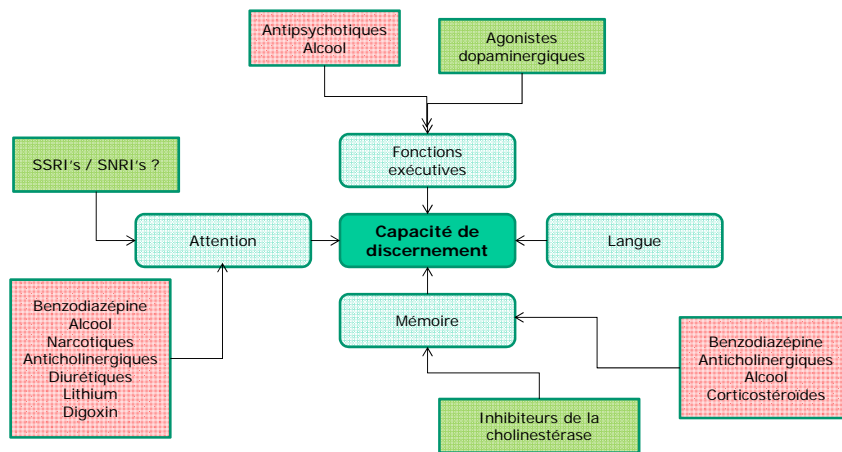 Antipsychotiques
Alcool
Agonistes
dopaminergiques
SSRI's / SNRI's ?
Fonctions
exécutives
Attention
Capacité de
discernement
Langue
Benzodiazépine
Alcool
Narcotiques
Anticholinergiques
Diurétiques
Lithium
Digoxin
Mémoire
Benzodiazépine
Anticholinergiques
Alcool
Corticostéroïdes
Inhibiteurs de la
cholinestérase